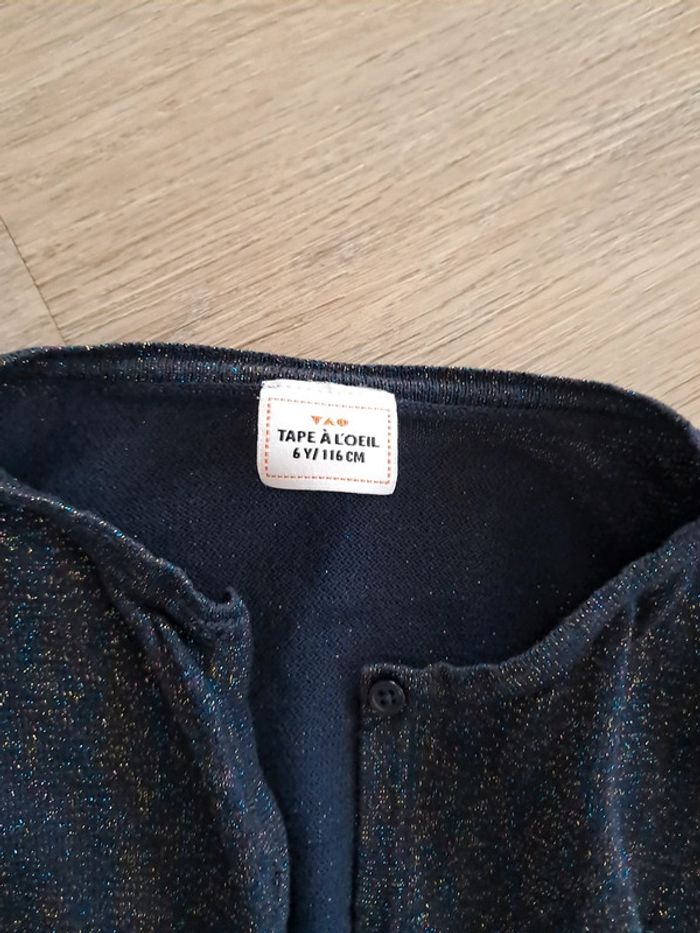 TAO
TAPE À L'OEIL
6 Y/ 116 CM